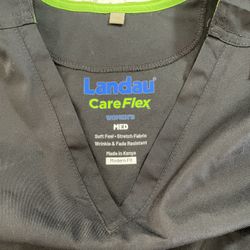 Landau®
CareFlex
WOMEN'S
MED
Soft Feel • Stretch Fabric
Wrinkle & Fade Resistant
Made in Kenya
Modern Fit